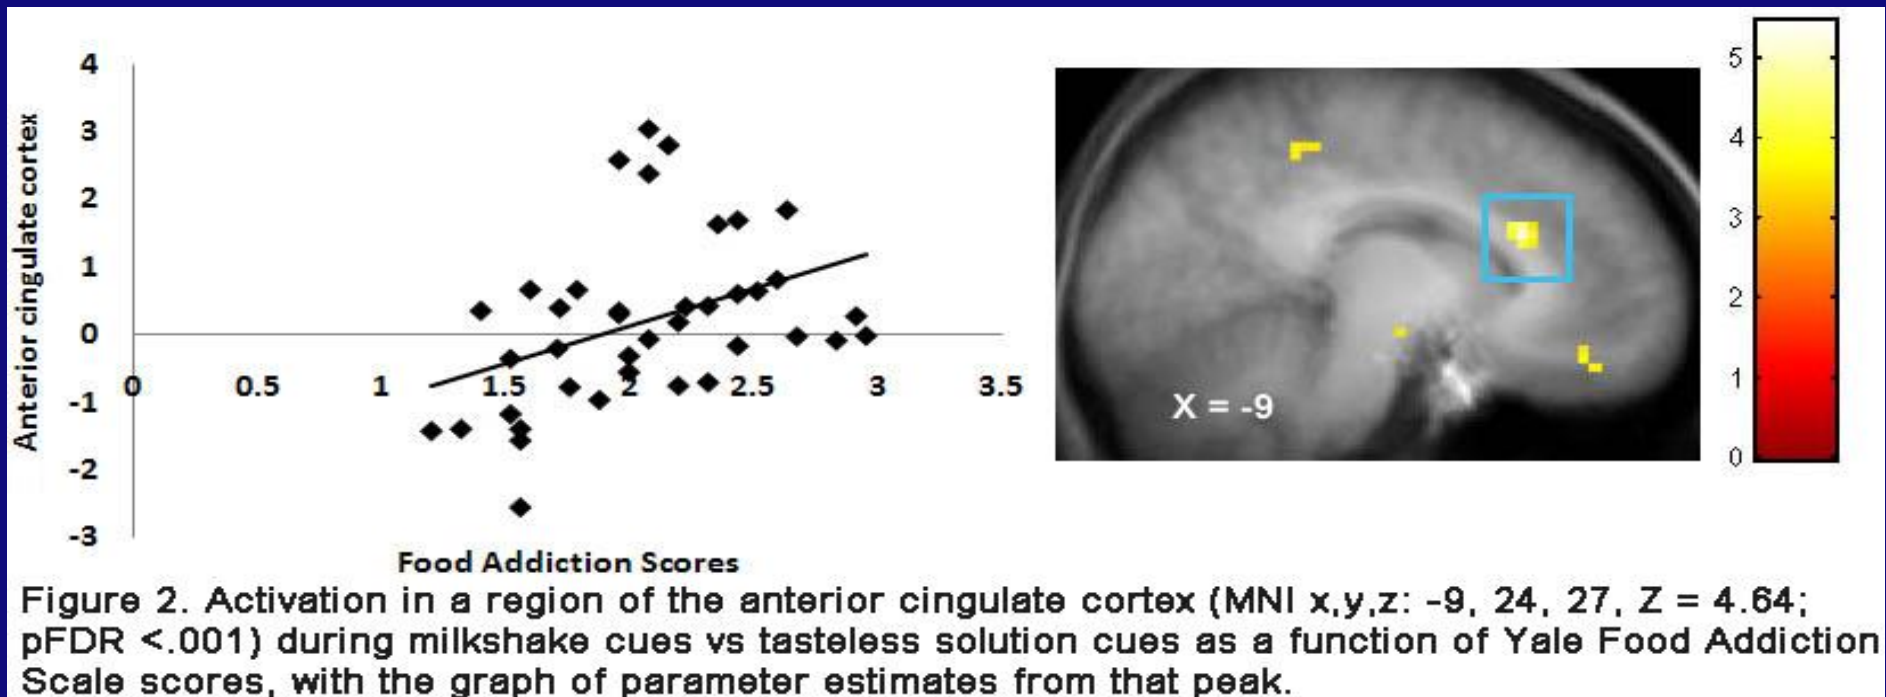 4
3
2
1
0
-1
-2
-3
Anterior cingulate cortex
0 0.5 1 1.5 2 2.5 3 3.5
Food Addiction Scores
X = -9
5
4
3
2
1
0
Figure 2. Activation in a region of the anterior cingulate cortex (MNI x,y,z: -9, 24, 27, Z = 4.64;
pFDR <.001) during milkshake cues vs tasteless solution cues as a function of Yale Food Addiction
Scale scores, with the graph of parameter estimates from that peak.